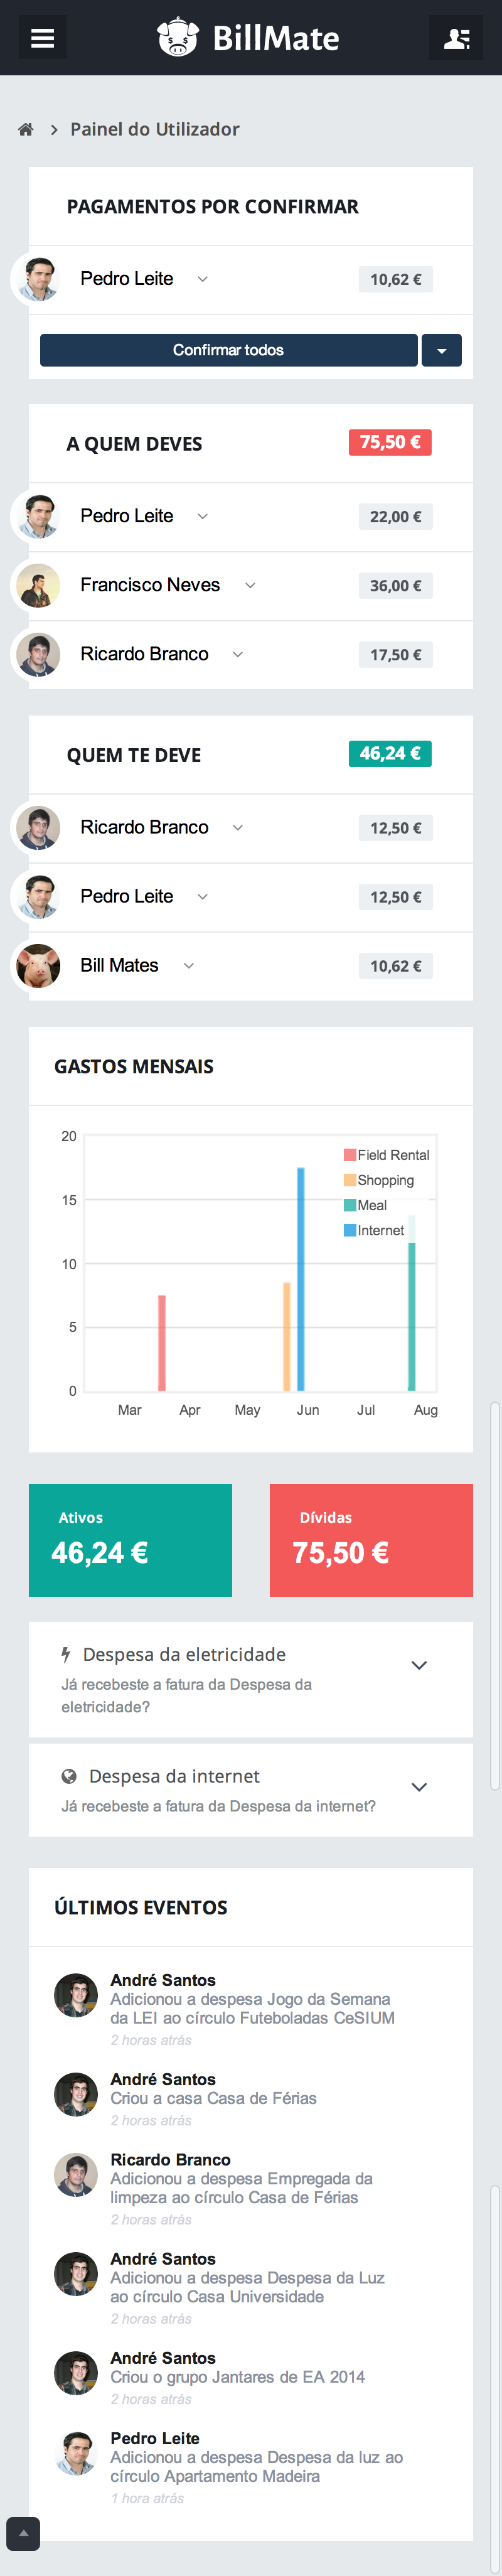 BillMate
Painel do Utilizador
PAGAMENTOS POR CONFIRMAR
Pedro Leite 10,62 €
Confirmar todos
A QUEM DEVES 75,50 €
Pedro Leite 22,00 €
Francisco Neves 36,00 €
Ricardo Branco 17,50 €
QUEM TE DEVE 46,24 €
Ricardo Branco 12,50 €
Pedro Leite 12,50 €
Bill Mates 10,62 €
GASTOS MENSAIS
20
15
10
5
0
Field Rental
Shopping
Meal
Internet
Mar Apr May Jun Jul Aug
Ativos
46,24 €
Dívidas
75,50 €
Despesa da eletricidade
Já recebeste a fatura da Despesa da
eletricidade?
Despesa da internet
Já recebeste a fatura da Despesa da internet?
ÚLTIMOS EVENTOS
André Santos
Adicionou a despesa Jogo da Semana
da LEI ao círculo Futeboladas CeSIUM
2 horas atrás
André Santos
Criou a casa Casa de Férias
2 horas atrás
Ricardo Branco
Adicionou a despesa Empregada da
limpeza ao círculo Casa de Férias
2 horas atrás
André Santos
Adicionou a despesa Despesa da Luz
ao círculo Casa Universidade
2 horas atrás
André Santos
Criou o grupo Jantares de EA 2014
2 horas atrás
Pedro Leite
Adicionou a despesa Despesa da luz ao
círculo Apartamento Madeira
1 hora atrás